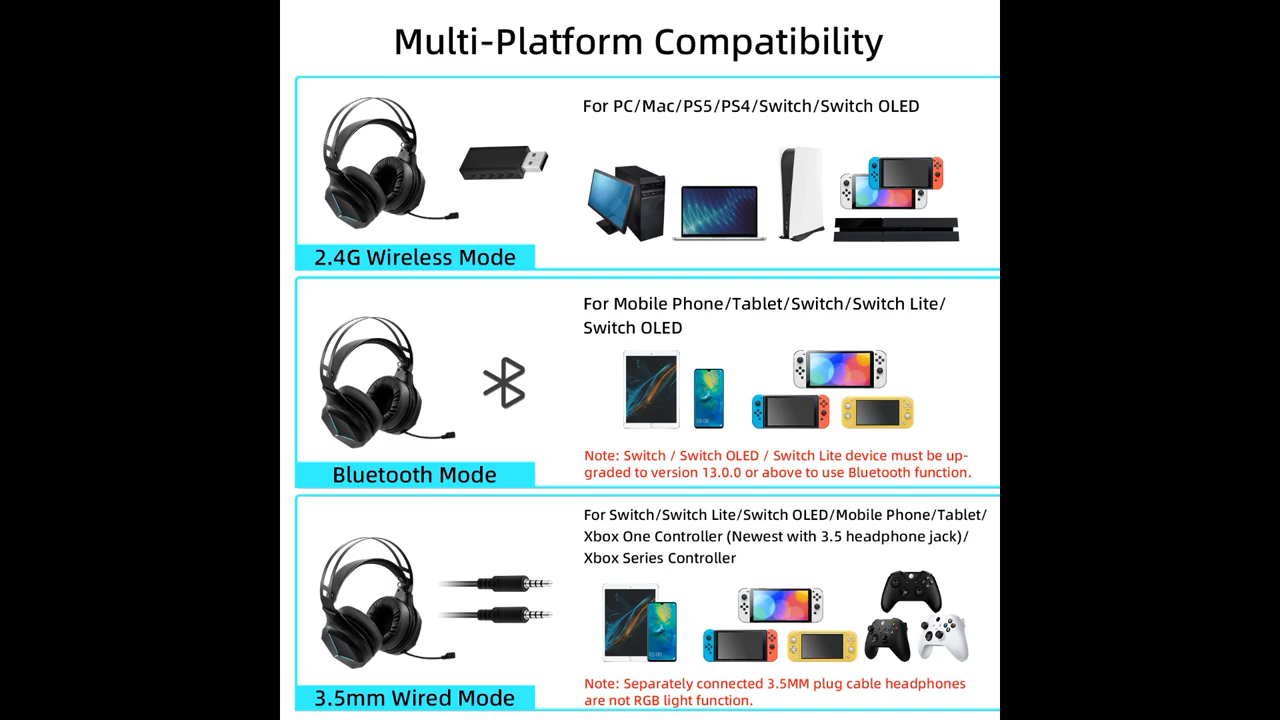 Multi-Platform Compatibility
For PC/Mac/PS5/PS4/Switch/Switch OLED
2.4G Wireless Mode
For Mobile Phone/Tablet/Switch/Switch Lite/
Switch OLED
Note: Switch / Switch OLED / Switch Lite device must be up-
graded to version 13.0.0 or above to use Bluetooth function.
Bluetooth Mode
For Switch/Switch Lite/Switch OLED/Mobile Phone/Tablet/
Xbox One Controller (Newest with 3.5 headphone jack)/
Xbox Series Controller
Note: Separately connected 3.5MM plug cable headphones
are not RGB light function.
3.5mm Wired Mode